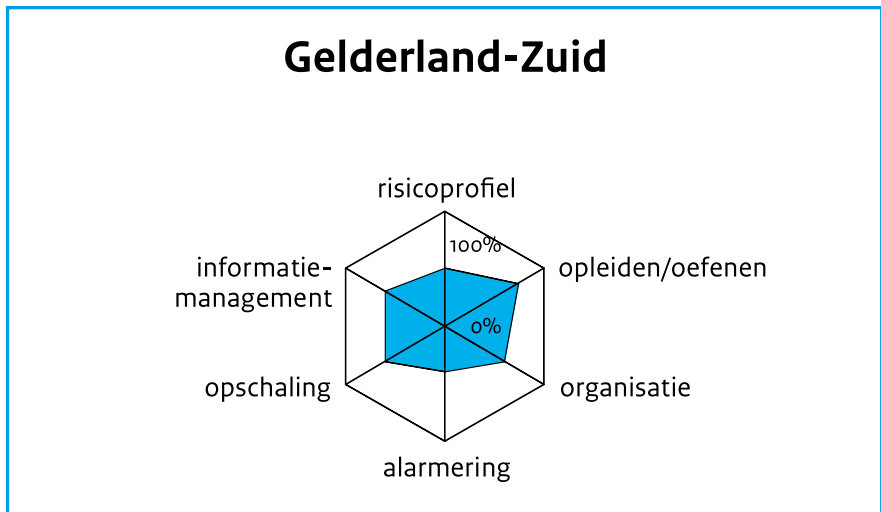 Gelderland-Zuid
risicoprofiel
100%
opleiden/oefenen
informatie-
management
0%
opschaling
organisatie
alarmering